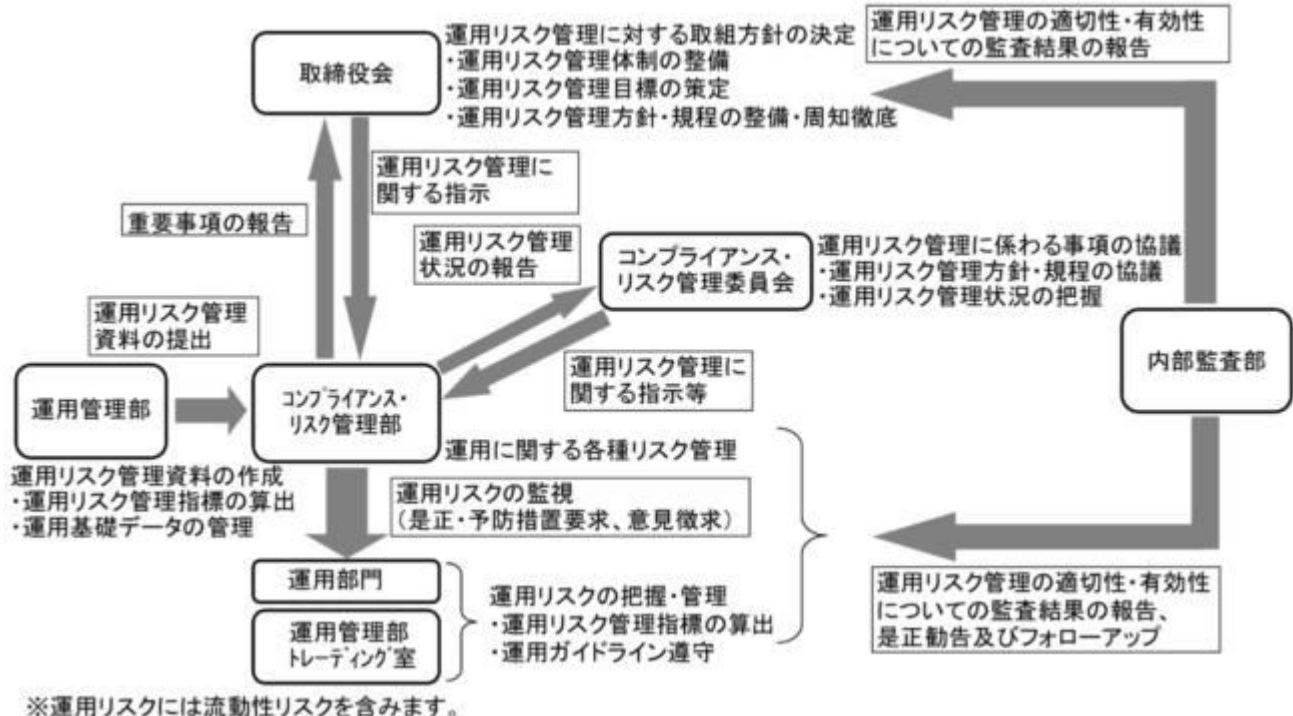 取締役会
運用リスク管理に対する取組方針の決定
・運用リスク管理体制の整備
・運用リスク管理目標の策定
・運用リスク管理方針・規程の整備・周知徹底
運用リスク管理の適切性・有効性
についての監査結果の報告
運用リスク管理に
関する指示
重要事項の報告
運用リスク管理
状況の報告
コンプライアンス・
リスク管理委員会
運用リスク管理に係わる事項の協議
・運用リスク管理方針・規程の協議
・運用リスク管理状況の把握
運用リスク管理
資料の提出
運用リスク管理に
関する指示等
内部監査部
運用管理部
コンプライアンス・
リスク管理部
運用に関する各種リスク管理
運用リスク管理資料の作成
・運用リスク管理指標の算出
・運用基礎データの管理
運用リスクの監視
（是正・予防措置要求、意見徴求）
運用部門
運用管理部
トレーディング室
運用リスクの把握・管理
・運用リスク管理指標の算出
・運用ガイドライン遵守
運用リスク管理の適切性・有効性
についての監査結果の報告、
是正勧告及びフォローアップ
※運用リスクには流動性リスクを含みます。